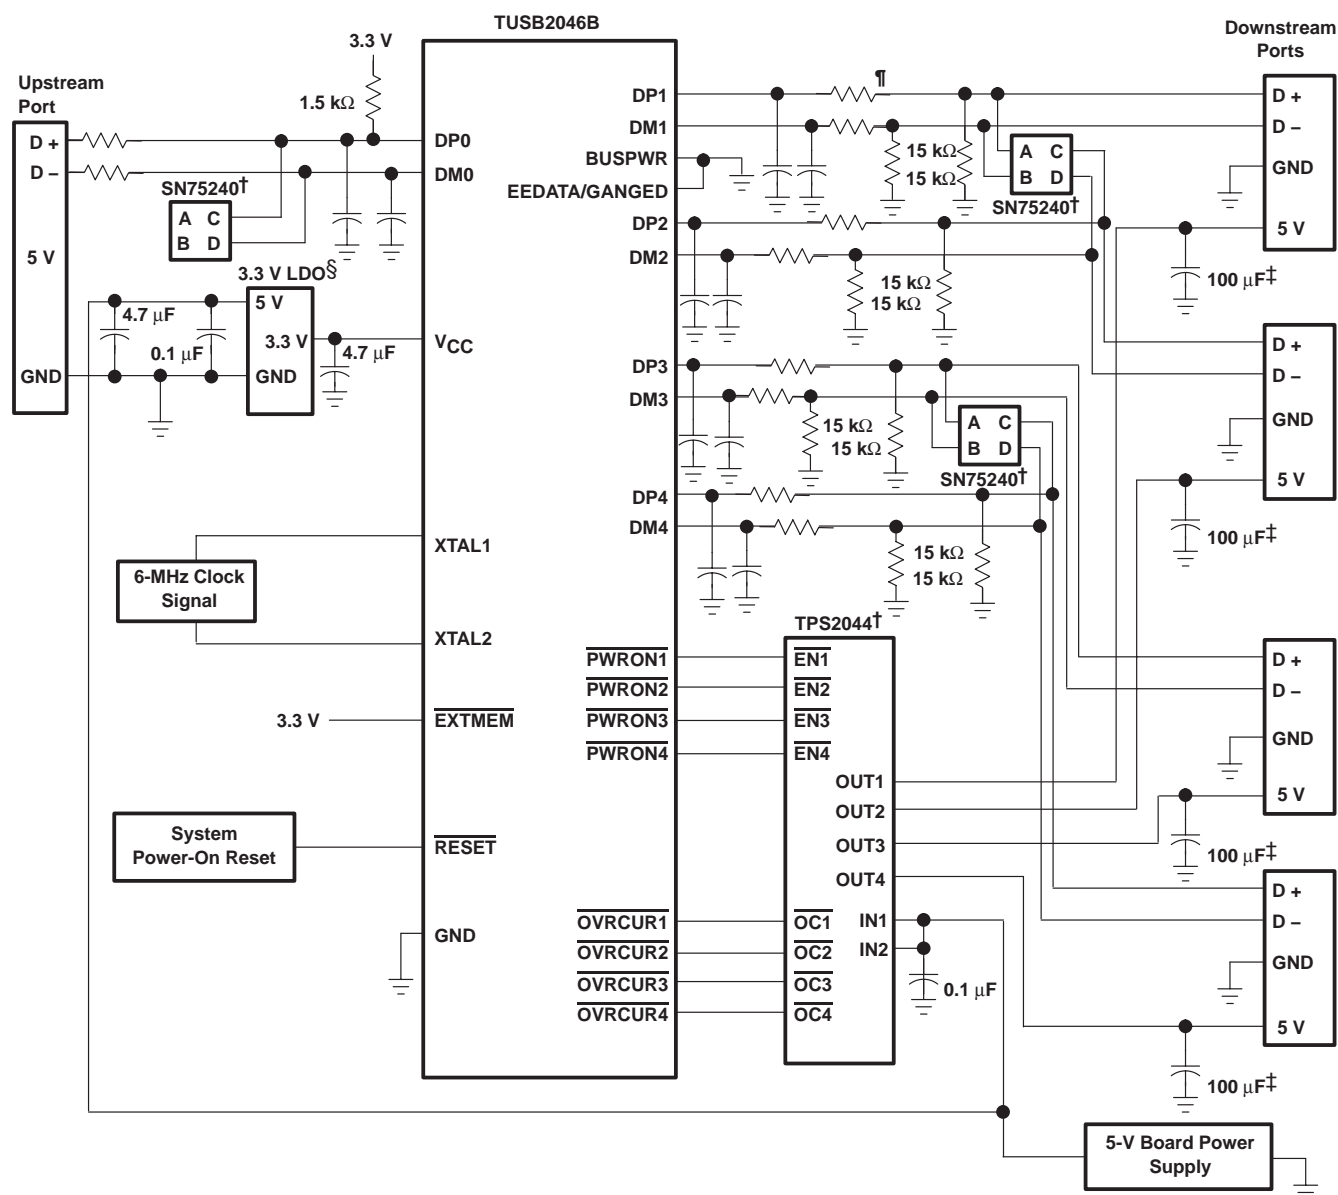 TUSB2046B
Downstream
Ports
3.3 V
Upstream
Port
1.5 kΩ
¶
D +
D –
5 V
GND
DP0
DM0
SN75240†
A C
B D
3.3 V LDO§
5 V
3.3 V
GND
4.7 μF
0.1 μF
4.7 μF
VCC
XTAL1
6-MHz Clock
Signal
XTAL2
3.3 V
EXTMEM
System
Power-On Reset
RESET
GND
DP1
DM1
BUSPWR
EEDATA/GANGED
DP2
DM2
DP3
DM3
DP4
DM4
PWRON1
PWRON2
PWRON3
PWRON4
OVRCUR1
OVRCUR2
OVRCUR3
OVRCUR4
15 kΩ
15 kΩ
A C
B D
SN75240†
15 kΩ
15 kΩ
15 kΩ
15 kΩ
A C
B D
SN75240†
15 kΩ
15 kΩ
TPS2044†
EN1
EN2
EN3
EN4
OUT1
OUT2
OUT3
OUT4
OC1
OC2
OC3
OC4
IN1
IN2
0.1 μF
D +
D –
GND
5 V
100 μF‡
D +
D –
GND
5 V
100 μF‡
D +
D –
GND
5 V
100 μF‡
D +
D –
GND
5 V
100 μF‡
5-V Board Power
Supply